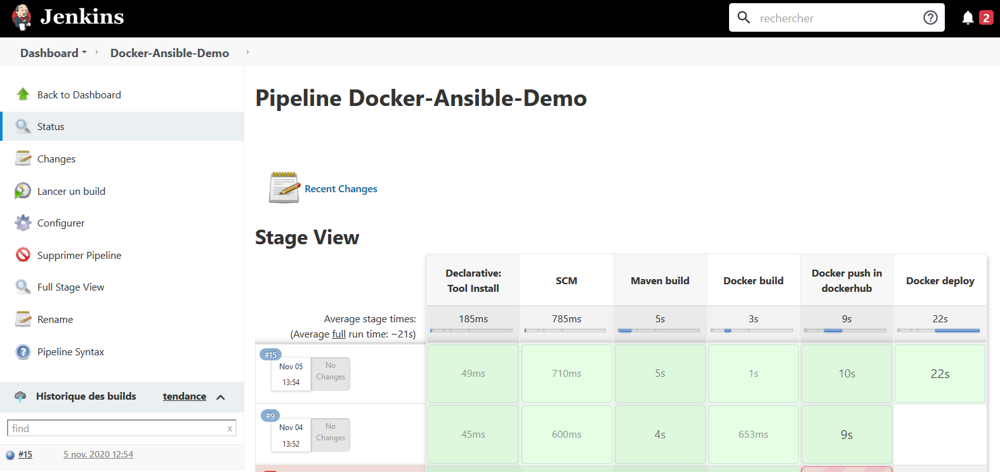 Jenkins
rechercher
2
Dashboard
Docker-Ansible-Demo
Back to Dashboard
Status
Changes
Lancer un build
Configurer
Supprimer Pipeline
Full Stage View
Rename
Pipeline Syntax
Historique des builds
tendance
find
x
#15
5 nov. 2020 12:54
Pipeline Docker-Ansible-Demo
Recent Changes
Stage View
Declarative:
Tool Install
SCM
Maven build
Docker build
Docker push in
dockerhub
Docker deploy
Average stage times:
(Average full run time: ~21s)
185ms
785ms
5s
3s
9s
22s
#15
Nov 05
13:54
No
Changes
49ms
710ms
5s
1s
10s
22s
#9
Nov 04
13:52
No
Changes
45ms
600ms
4s
653ms
9s